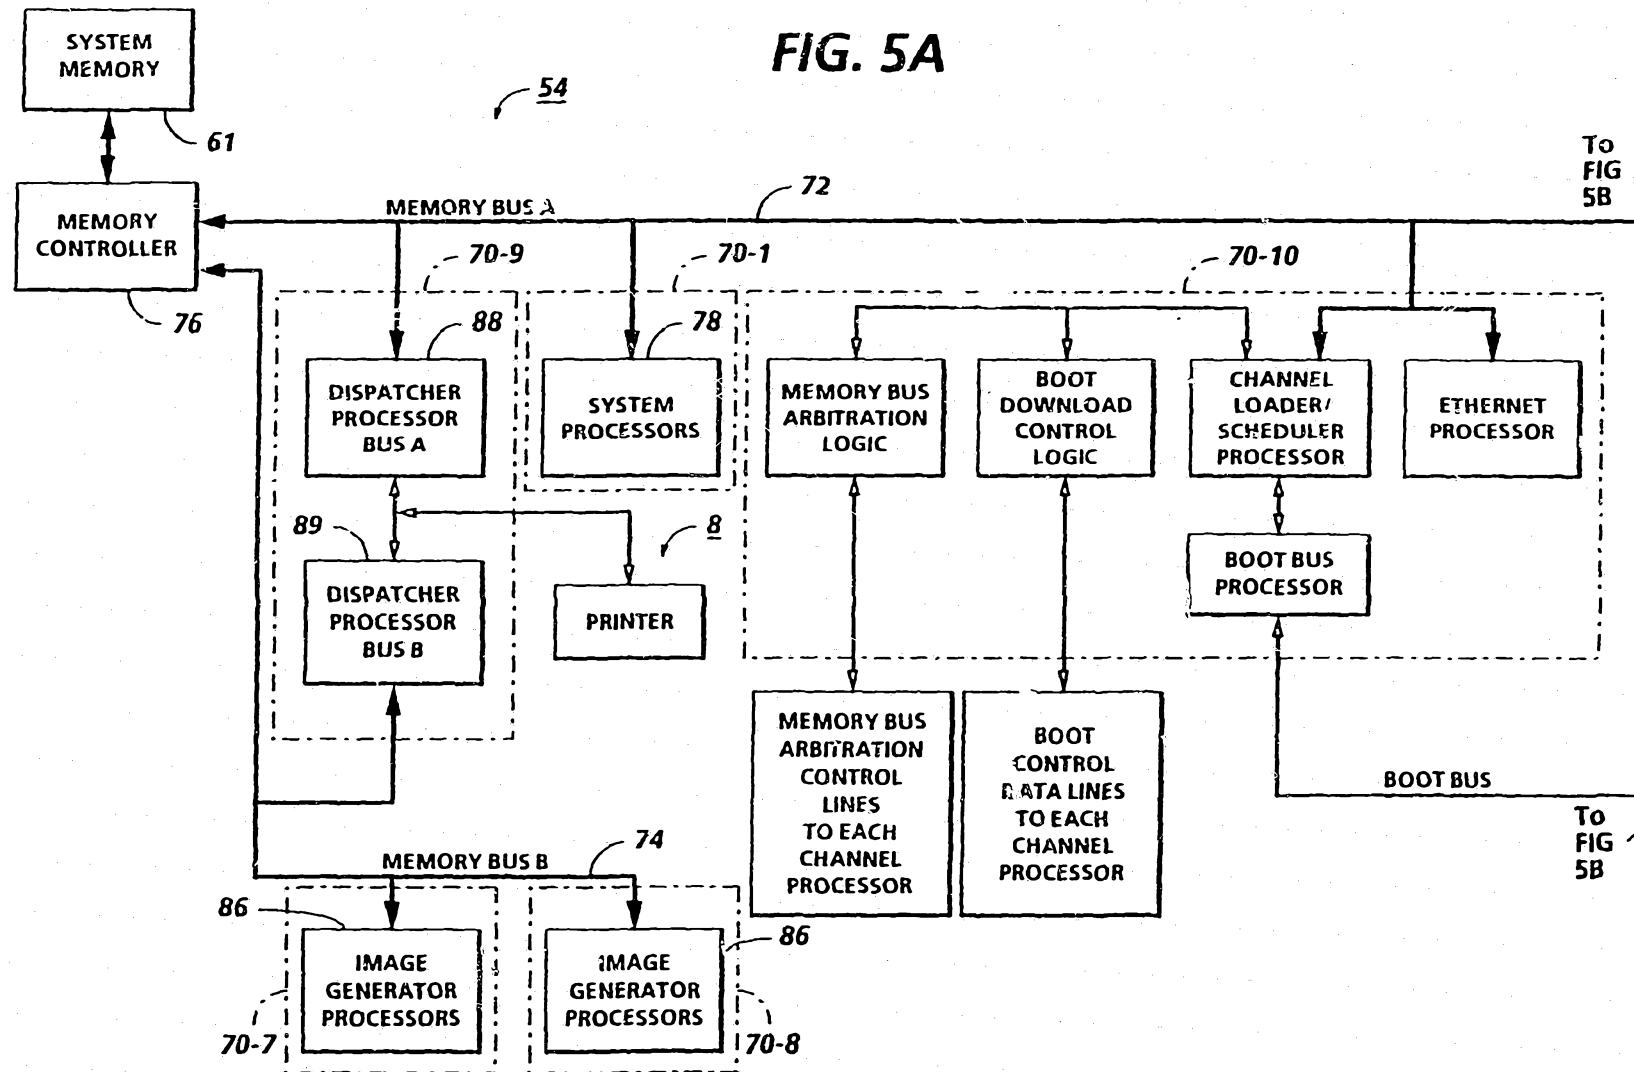 FIG. 5A
SYSTEM
MEMORY
54
61
To
FIG
5B
MEMORY
CONTROLLER
76
MEMORY BUS A
72
70-9
70-1
70-10
88
78
DISPATCHER
PROCESSOR
BUS A
SYSTEM
PROCESSORS
MEMORY BUS
ARBITRATION
LOGIC
BOOT
DOWNLOAD
CONTROL
LOGIC
CHANNEL
LOADER/
SCHEDULER
PROCESSOR
ETHERNET
PROCESSOR
89
8
DISPATCHER
PROCESSOR
BUS B
PRINTER
BOOT BUS
PROCESSOR
MEMORY BUS
ARBITRATION
CONTROL
LINES
TO EACH
CHANNEL
PROCESSOR
BOOT
CONTROL
DATA LINES
TO EACH
CHANNEL
PROCESSOR
BOOT BUS
To
FIG
5B
MEMORY BUS B
74
86
86
IMAGE
GENERATOR
PROCESSORS
IMAGE
GENERATOR
PROCESSORS
70-7
70-8